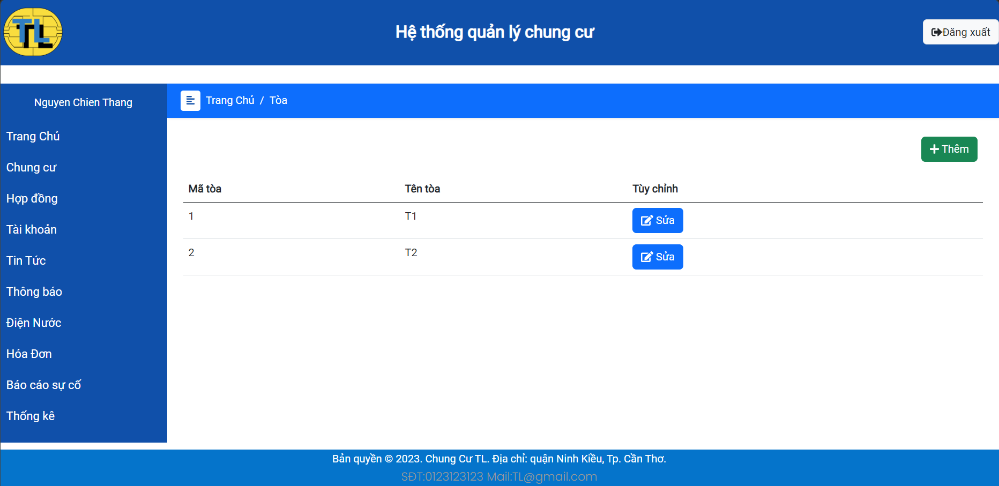 TL
Hệ thống quản lý chung cư
Đăng xuất
Nguyen Chien Thang
Trang Chủ / Tòa
Trang Chủ
Chung cư
Hợp đồng
Tài khoản
Tin Tức
Thông báo
Điện Nước
Hóa Đơn
Báo cáo sự cố
Thống kê
Thêm
Mã tòa Tên tòa Tùy chỉnh
1 T1 Sửa
2 T2 Sửa
Bản quyền © 2023. Chung Cư TL. Địa chỉ: quận Ninh Kiều, Tp. Cần Thơ.
SĐT:0123123123 Mail:TL@gmail.com